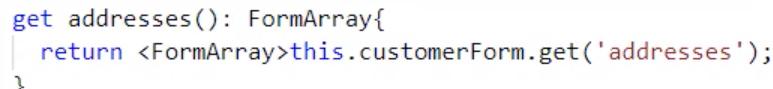 get addresses(): FormArray{
return <FormArray>this.customerForm.get('addresses');
}